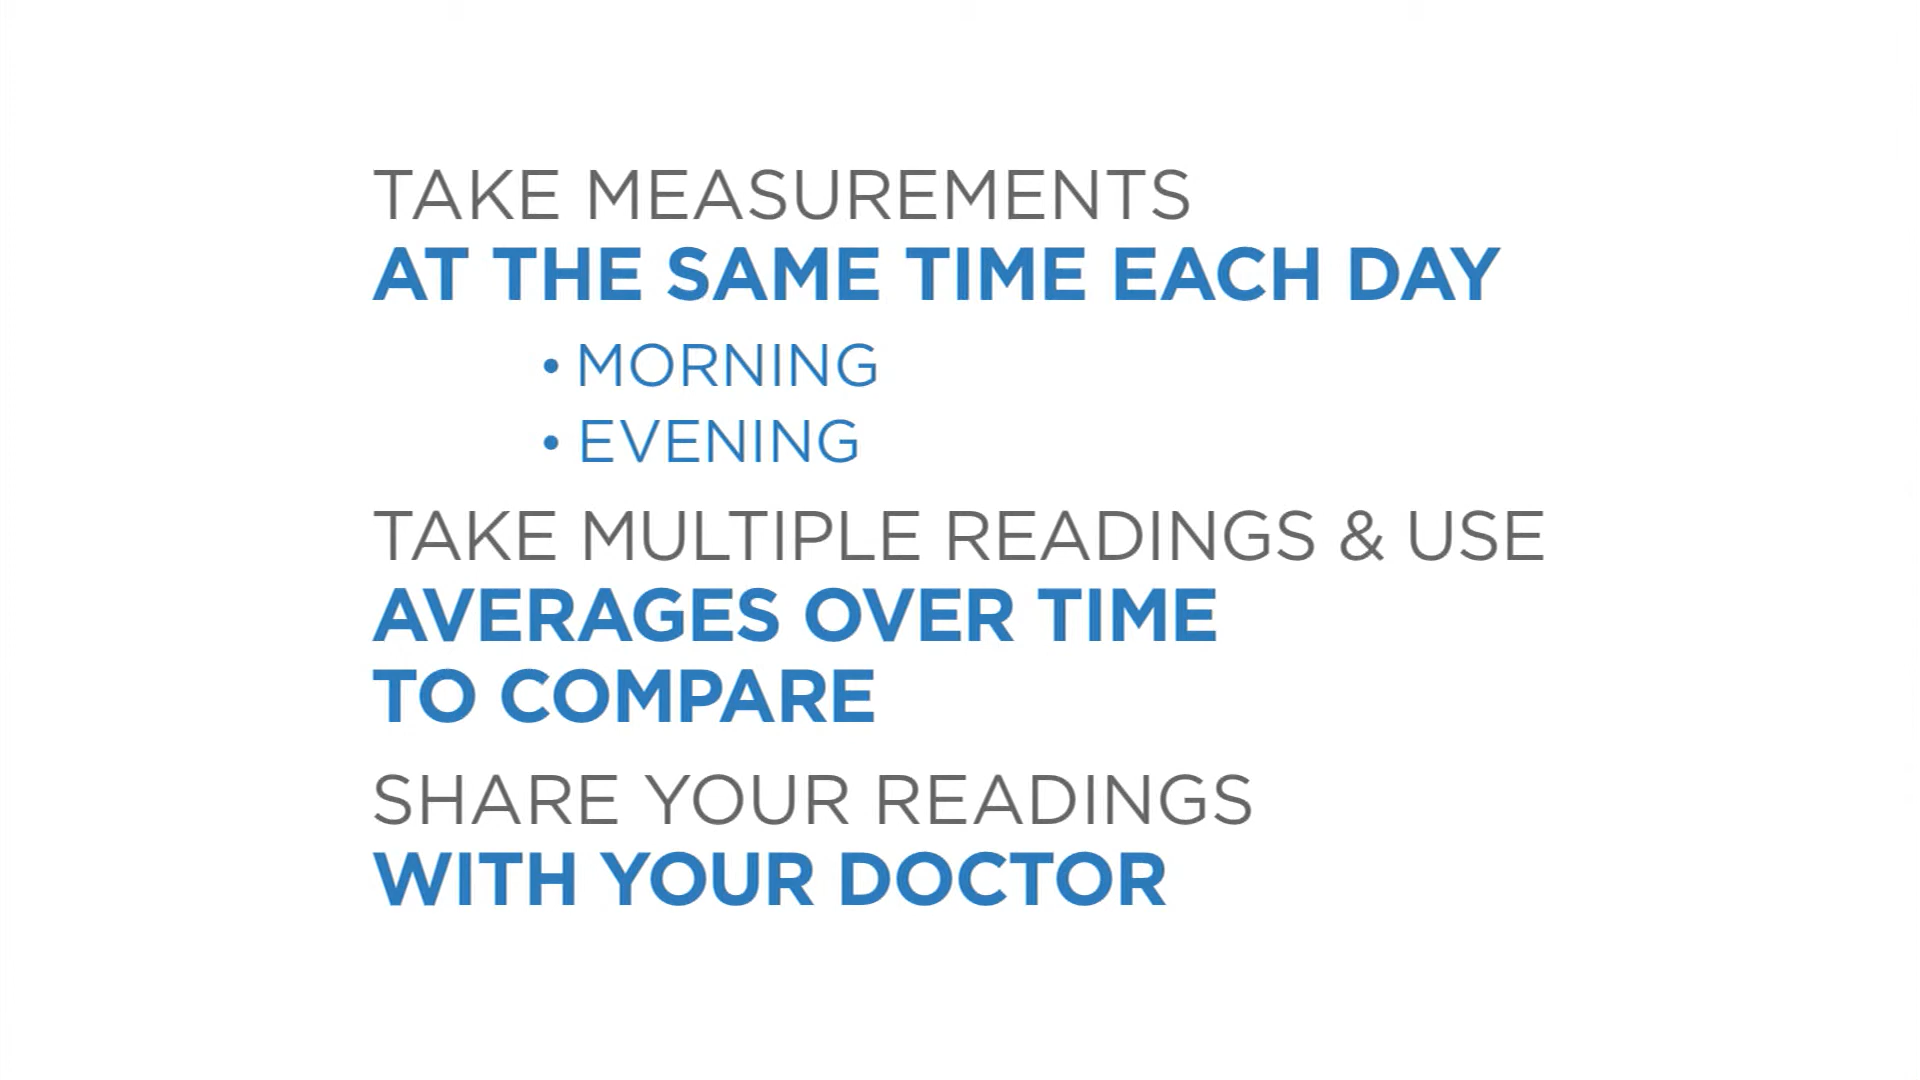 TAKE MEASUREMENTS
AT THE SAME TIME EACH DAY
• MORNING
• EVENING
TAKE MULTIPLE READINGS & USE
AVERAGES OVER TIME
TO COMPARE
SHARE YOUR READINGS
WITH YOUR DOCTOR